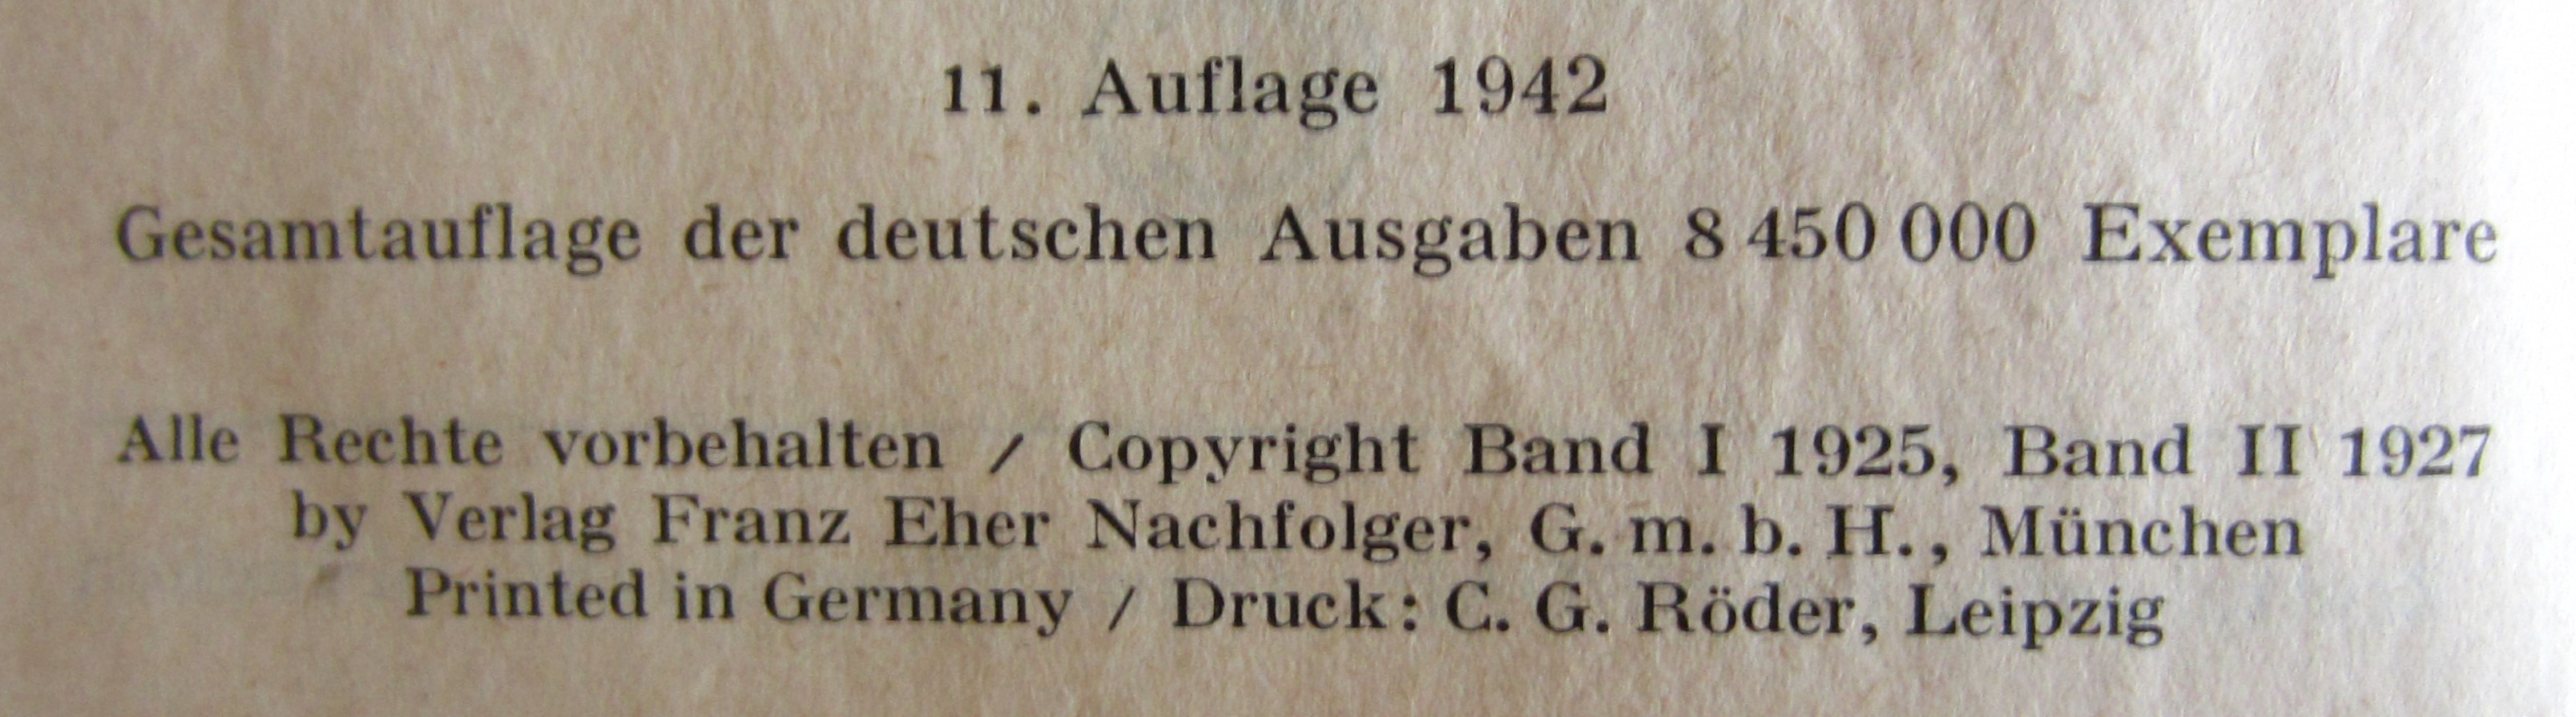 11. Auflage 1942
Gesamtauflage der deutschen Ausgaben 8 450 000 Exemplare
Alle Rechte vorbehalten / Copyright Band I 1925, Band II 1927
by Verlag Franz Eher Nachfolger, G. m. b. H., München
Printed in Germany / Druck: C. G. Röder, Leipzig